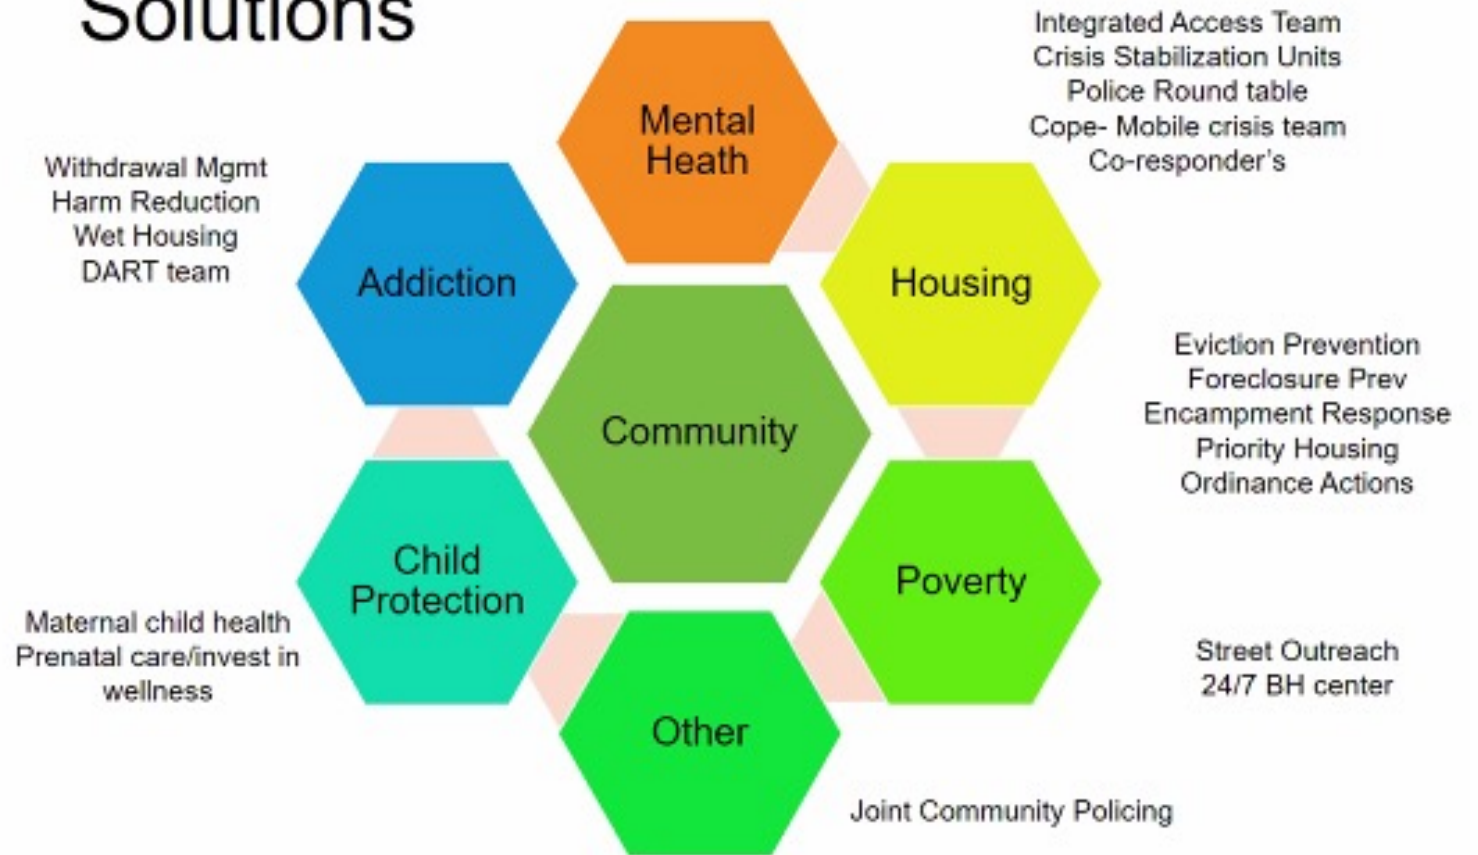 Solutions
Integrated Access Team
Crisis Stabilization Units
Police Round table
Cope- Mobile crisis team
Co-responder's
Mental
Heath
Withdrawal Mgmt
Harm Reduction
Wet Housing
DART team
Addiction
Housing
Eviction Prevention
Foreclosure Prev
Encampment Response
Priority Housing
Ordinance Actions
Community
Child
Protection
Poverty
Maternal child health
Prenatal care/invest in
wellness
Street Outreach
24/7 BH center
Other
Joint Community Policing